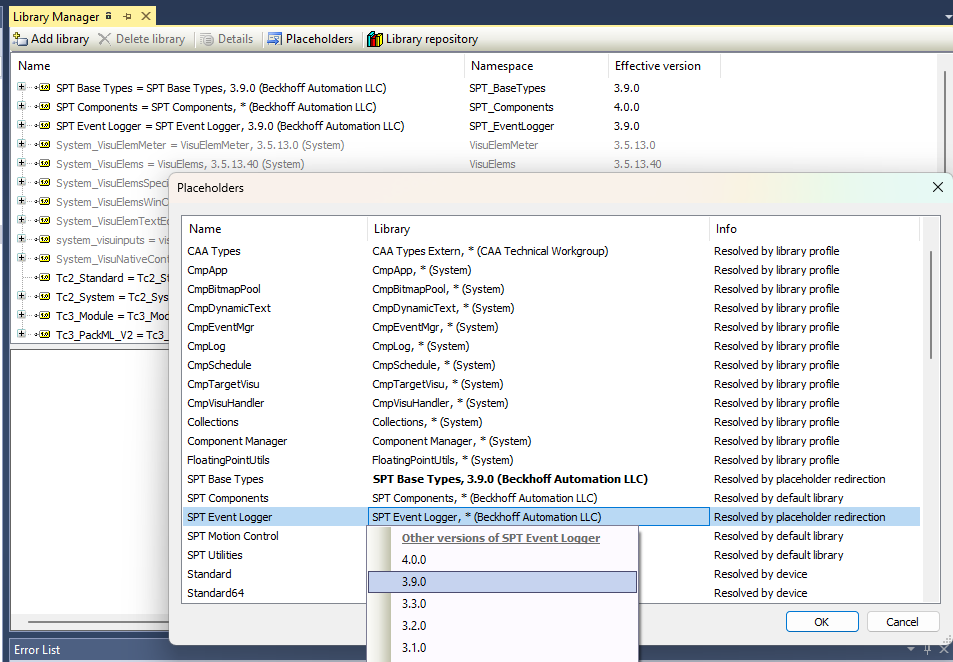 Library Manager
Add library Delete library Details Placeholders Library repository
Name Namespace Effective version
SPT Base Types = SPT Base Types, 3.9.0 (Beckhoff Automation LLC) SPT_BaseTypes 3.9.0
SPT Components = SPT Components, * (Beckhoff Automation LLC) SPT_Components 4.0.0
SPT Event Logger = SPT Event Logger, 3.9.0 (Beckhoff Automation LLC) SPT_EventLogger 3.9.0
System_VisuElemMeter = VisuElemMeter, 3.5.13.0 (System) VisuElemMeter 3.5.13.0
System_VisuElems = VisuElems, 3.5.13.40 (System) VisuElems 3.5.13.40
System_VisuElemsSpeci
System_VisuElemsWinC
System_VisuElemTextEd
system_visuinputs = vis
System_VisuNativeCont
Tc2_Standard = Tc2_St
Tc2_System = Tc2_Sys
Tc3_Module = Tc3_Mod
Tc3_PackML_V2 = Tc3_
Placeholders
Name Library Info
CAA Types CAA Types Extern, * (CAA Technical Workgroup) Resolved by library profile
CmpApp CmpApp, * (System) Resolved by library profile
CmpBitmapPool CmpBitmapPool, * (System) Resolved by library profile
CmpDynamicText CmpDynamicText, * (System) Resolved by library profile
CmpEventMgr CmpEventMgr, * (System) Resolved by library profile
CmpLog CmpLog, * (System) Resolved by library profile
CmpSchedule CmpSchedule, * (System) Resolved by library profile
CmpTargetVisu CmpTargetVisu, * (System) Resolved by library profile
CmpVisuHandler CmpVisuHandler, * (System) Resolved by library profile
Collections Collections, * (System) Resolved by library profile
Component Manager Component Manager, * (System) Resolved by library profile
FloatingPointUtils FloatingPointUtils, * (System) Resolved by library profile
SPT Base Types SPT Base Types, 3.9.0 (Beckhoff Automation LLC) Resolved by placeholder redirection
SPT Components SPT Components, * (Beckhoff Automation LLC) Resolved by default library
SPT Event Logger SPT Event Logger, * (Beckhoff Automation LLC) Resolved by placeholder redirection
SPT Motion Control Resolved by default library
SPT Utilities Resolved by default library
Standard Resolved by device
Standard64 Resolved by device
Other versions of SPT Event Logger
4.0.0
3.9.0
3.3.0
3.2.0
3.1.0
OK Cancel
Error List